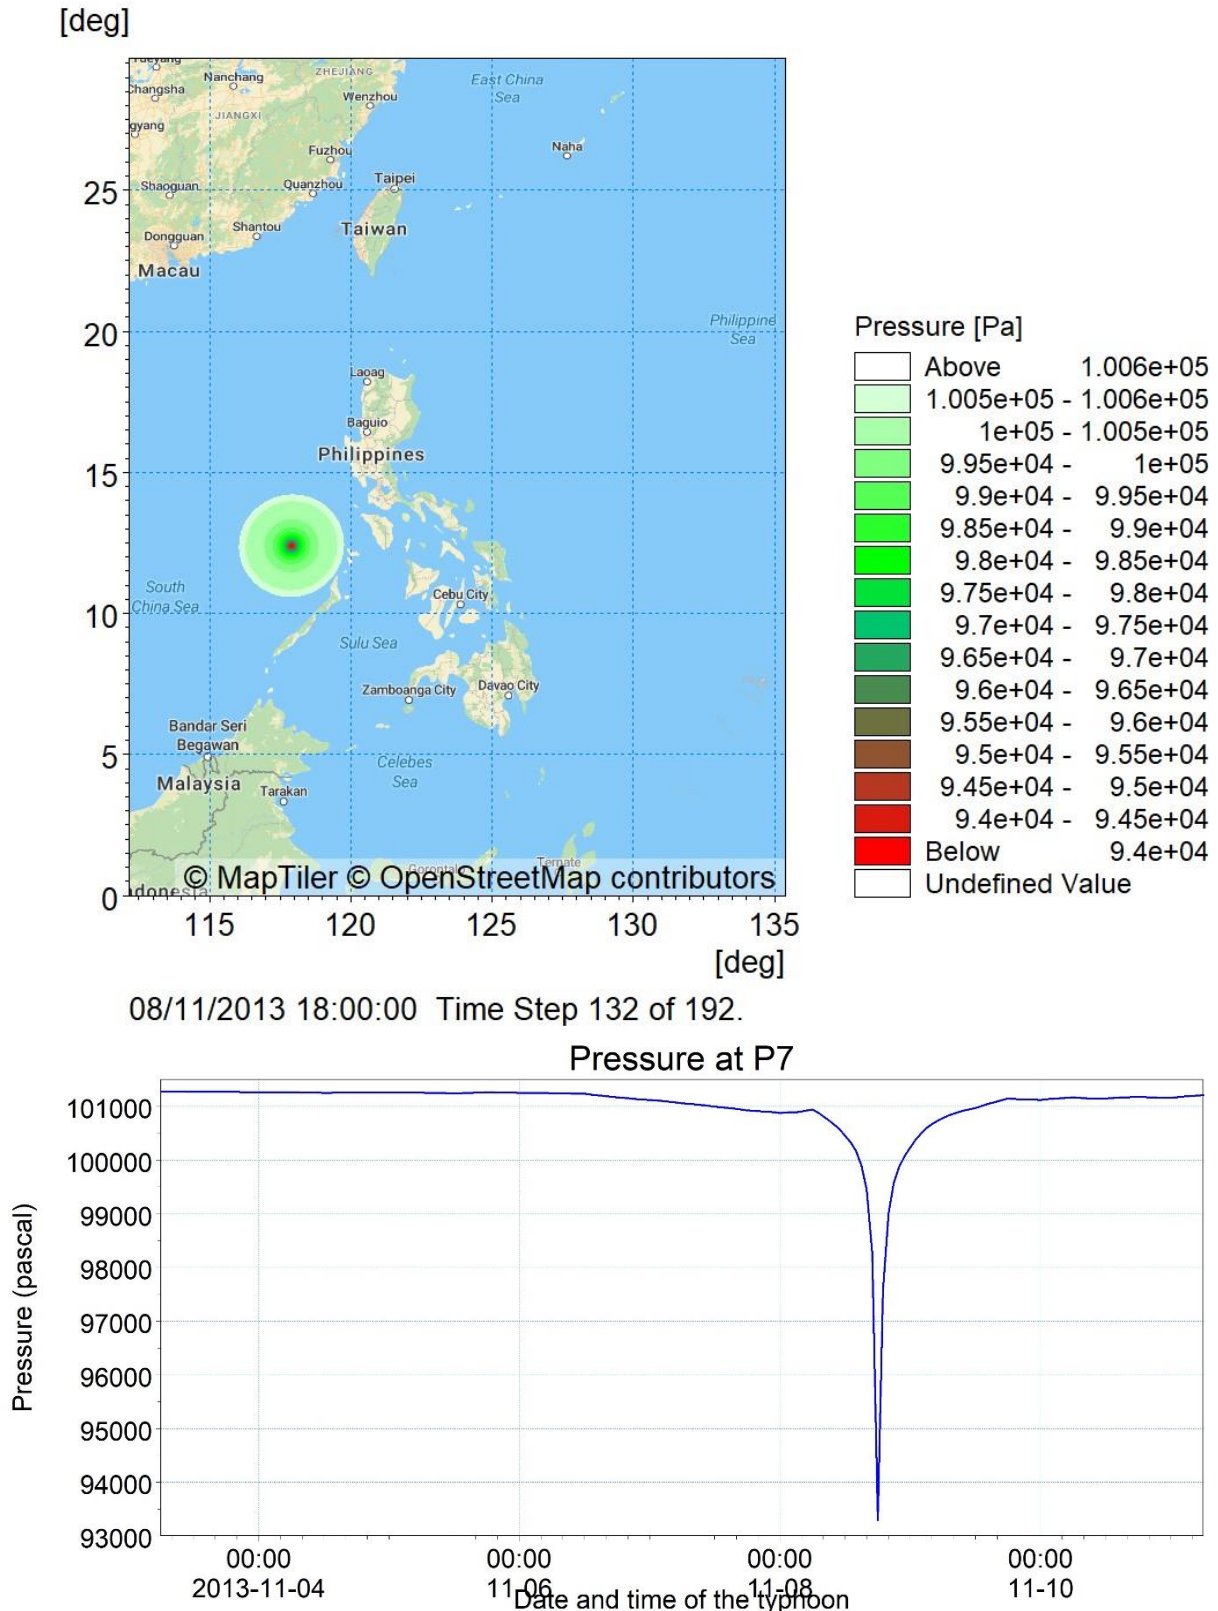 [deg]
Yueyang
Nanchang
ZHEJIANG
East China
Sea
Changsha
Wenzhou
JIANGXI
gyang
Fuzhou
Naha
25
Shaoguan
Quanzhou
Taipei
Dongguan
Shantou
Taiwan
Macau
20
Philippine
Sea
Laoag
Baguio
Philippines
15
South
China Sea
Cebu City
10
Sulu Sea
Zamboanga City
Davao City
Bandar Seri
Begawan
5
Celebes
Sea
Malaysia
Tarakan
Gorontalo
Ternate
© MapTiler © OpenStreetMap contributors
donesia
0
115 120 125 130 135
[deg]
Pressure [Pa]
Above 1.006e+05
1.005e+05 - 1.006e+05
1e+05 - 1.005e+05
9.95e+04 - 1e+05
9.9e+04 - 9.95e+04
9.85e+04 - 9.9e+04
9.8e+04 - 9.85e+04
9.75e+04 - 9.8e+04
9.7e+04 - 9.75e+04
9.65e+04 - 9.7e+04
9.6e+04 - 9.65e+04
9.55e+04 - 9.6e+04
9.5e+04 - 9.55e+04
9.45e+04 - 9.5e+04
9.4e+04 - 9.45e+04
Below 9.4e+04
Undefined Value
08/11/2013 18:00:00 Time Step 132 of 192.
Pressure at P7
101000
100000
99000
98000
97000
96000
95000
94000
93000
Pressure (pascal)
00:00 00:00 00:00 00:00
2013-11-04 11-06 11-08 11-10
Date and time of the typhoon